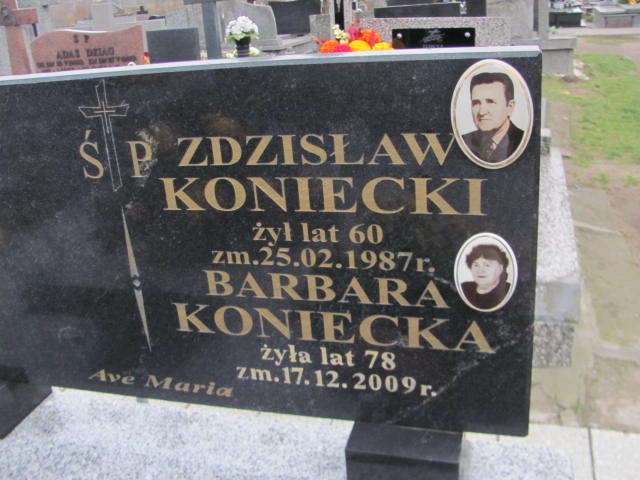 Ś P
ZDZISŁAW
KONIECKI
żył lat 60
zm.25.02.1987r.
BARBARA
KONIECKA
żyła lat 78
zm.17.12.2009r.
Ave Maria
S P